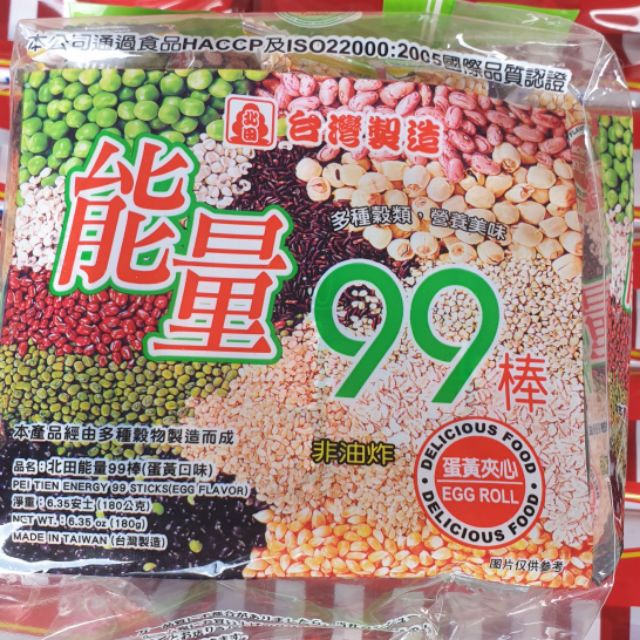 本公司通過食品HACCP及ISO22000:2005國際品質認證
北田
台灣製造
能量
多種穀類，營養美味
99棒
非油炸
本產品經由多種穀物製造而成
品名：北田能量99棒(蛋黃口味)
PEI TIEN ENERGY 99 STICKS(EGG FLAVOR)
淨重：6.35安士(180公克)
NET WT.：6.35 oz (180g)
MADE IN TAIWAN (台灣製造)
DELICIOUS FOOD
蛋黃夾心
EGG ROLL
DELICIOUS FOOD
图片仅供参考